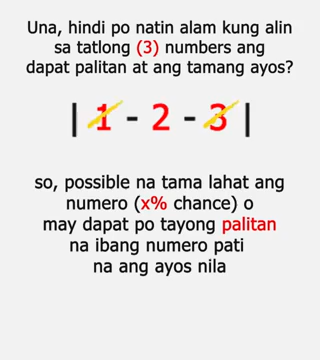 Una, hindi po natin alam kung alin
sa tatlong (3) numbers ang
dapat palitan at ang tamang ayos?
| 1 - 2 - 3 |
so, possible na tama lahat ang
numero (x% chance) o
may dapat po tayong palitan
na ibang numero pati
na ang ayos nila